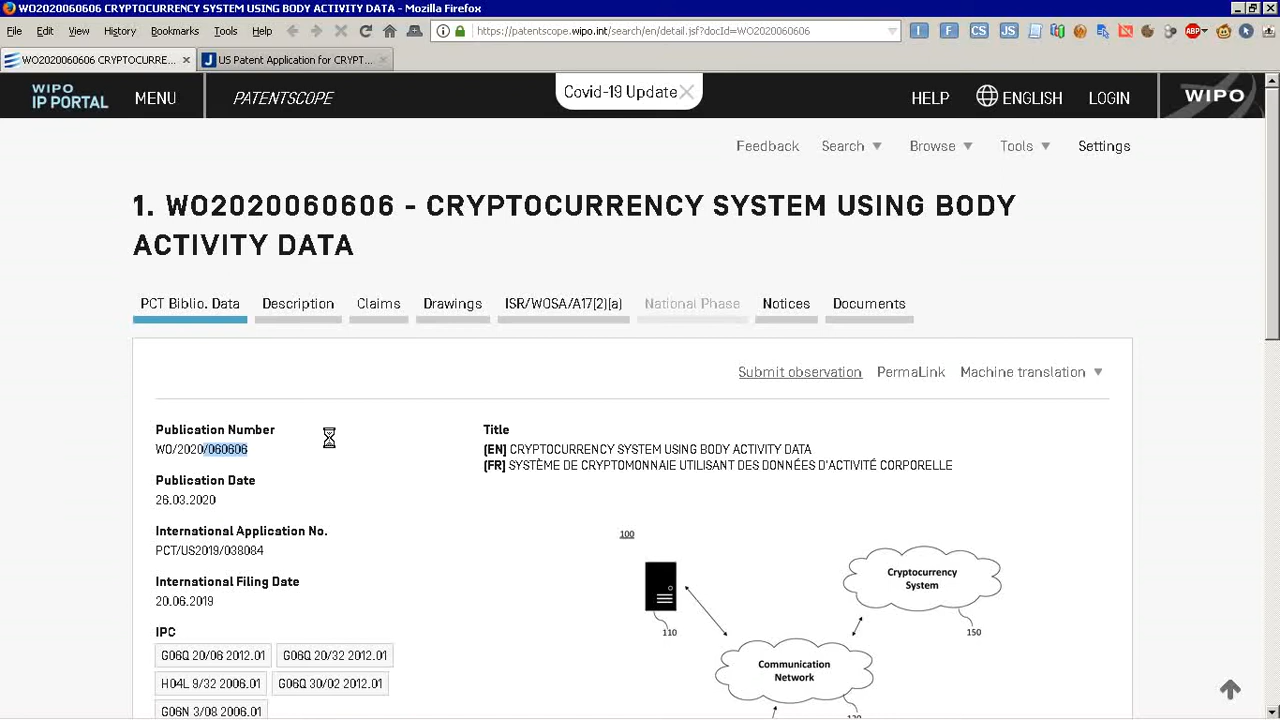 WO2020060606 CRYPTOCURRENCY SYSTEM USING BODY ACTIVITY DATA - Mozilla Firefox
File Edit View History Bookmarks Tools Help
https://patentscope.wipo.int/search/en/detail.jsf?docId=WO2020060606
I F CS JS ABP
WO2020060606 CRYPTOCURRE... × J US Patent Application for CRYPT... ×
WIPO IP PORTAL MENU PATENTSCOPE Covid-19 Update HELP ENGLISH LOGIN WIPO
Feedback Search Browse Tools Settings
1. WO2020060606 - CRYPTOCURRENCY SYSTEM USING BODY
ACTIVITY DATA
PCT Biblio. Data Description Claims Drawings ISR/WOSA/A17(2)(a) National Phase Notices Documents
Submit observation PermaLink Machine translation
Publication Number
WO/2020/060606
Publication Date
26.03.2020
International Application No.
PCT/US2019/038084
International Filing Date
20.06.2019
IPC
G06Q 20/06 2012.01 G06Q 20/32 2012.01
H04L 9/32 2006.01 G06Q 30/02 2012.01
G06N 3/08 2006.01
Title
[EN] CRYPTOCURRENCY SYSTEM USING BODY ACTIVITY DATA
[FR] SYSTÈME DE CRYPTOMONNAIE UTILISANT DES DONNÉES D'ACTIVITÉ CORPORELLE
100
Cryptocurrency
System
110
150
Communication
Network